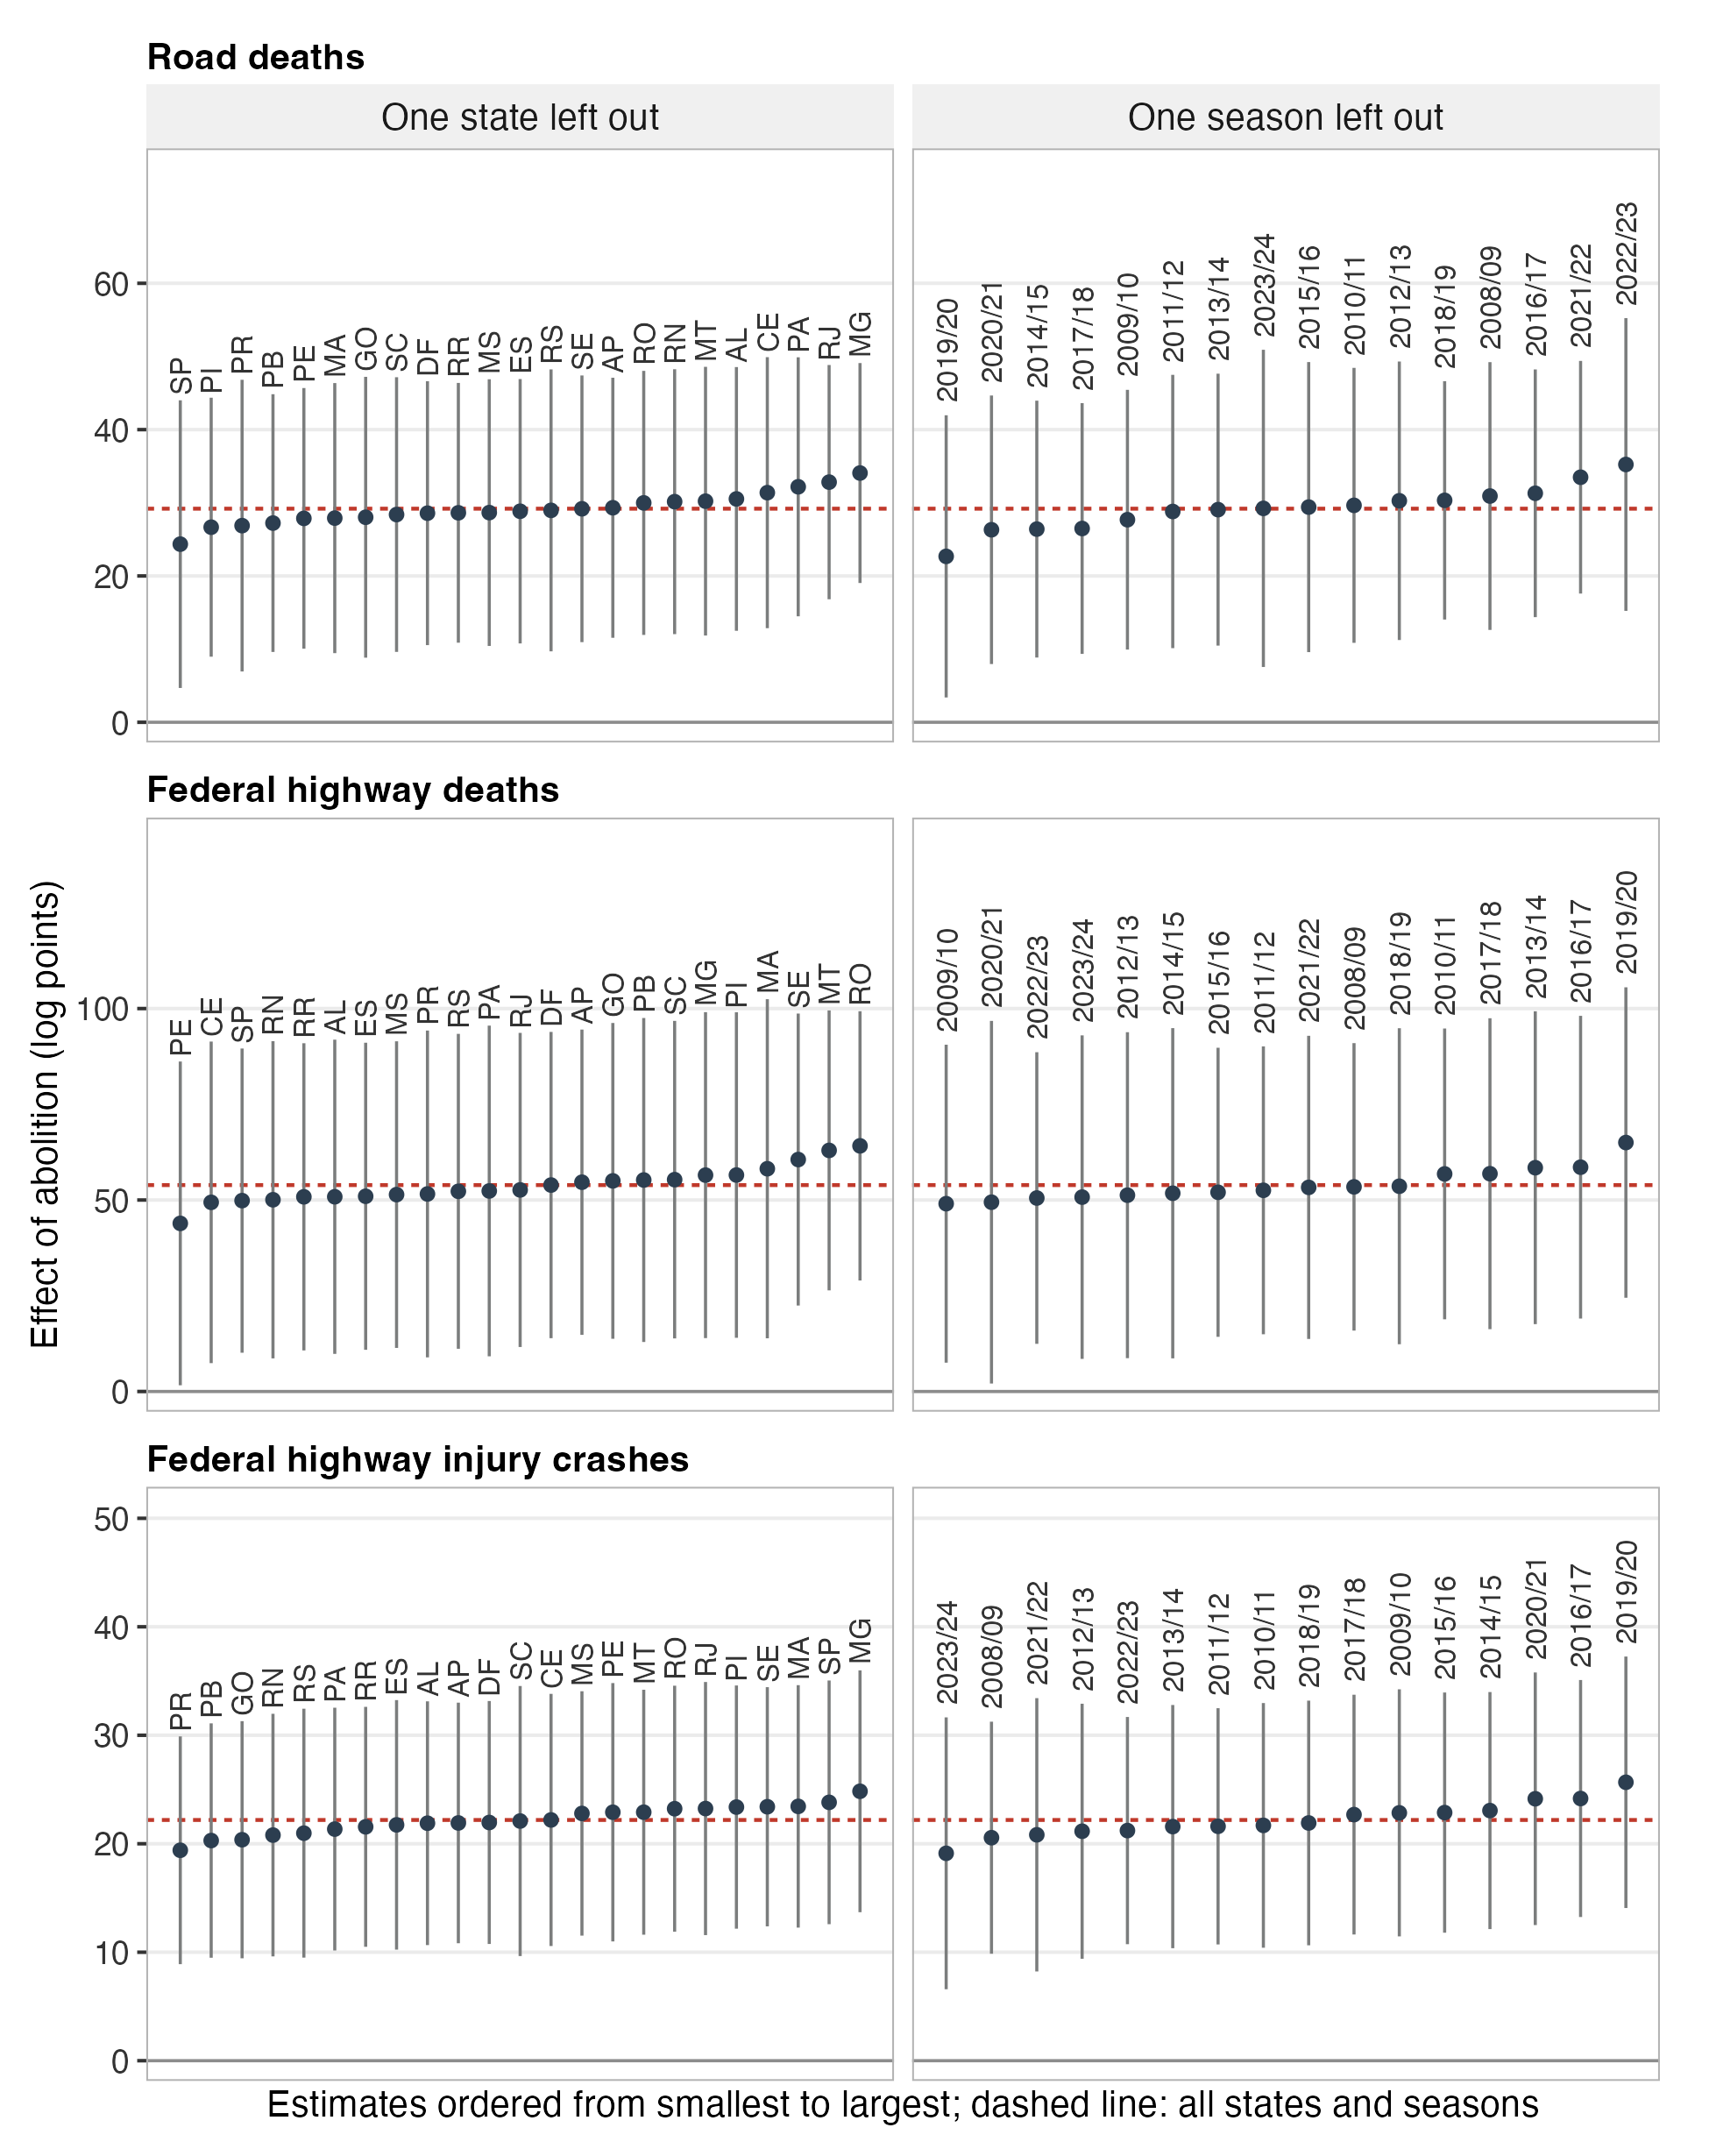 Road deaths
One state left out
One season left out
60
40
20
0
SP
PI
PR
PB
PE
MA
GO
SC
DF
RR
MS
ES
RS
SE
AP
RO
RN
MT
AL
CE
PA
RJ
MG
2019/20
2020/21
2014/15
2017/18
2009/10
2011/12
2013/14
2023/24
2015/16
2010/11
2012/13
2018/19
2008/09
2016/17
2021/22
2022/23
Effect of abolition (log points)
Federal highway deaths
100
50
0
PE
CE
SP
RN
RR
AL
ES
MS
PR
RS
PA
RJ
DF
AP
GO
PB
SC
MG
PI
MA
SE
MT
RO
2009/10
2020/21
2022/23
2023/24
2012/13
2014/15
2015/16
2011/12
2021/22
2008/09
2018/19
2010/11
2017/18
2013/14
2016/17
2019/20
Federal highway injury crashes
50
40
30
20
10
0
PR
PB
GO
RN
RS
PA
RR
ES
AL
AP
DF
SC
CE
MS
PE
MT
RO
RJ
PI
SE
MA
SP
MG
2023/24
2008/09
2021/22
2012/13
2022/23
2013/14
2011/12
2010/11
2018/19
2017/18
2009/10
2015/16
2014/15
2020/21
2016/17
2019/20
Estimates ordered from smallest to largest; dashed line: all states and seasons